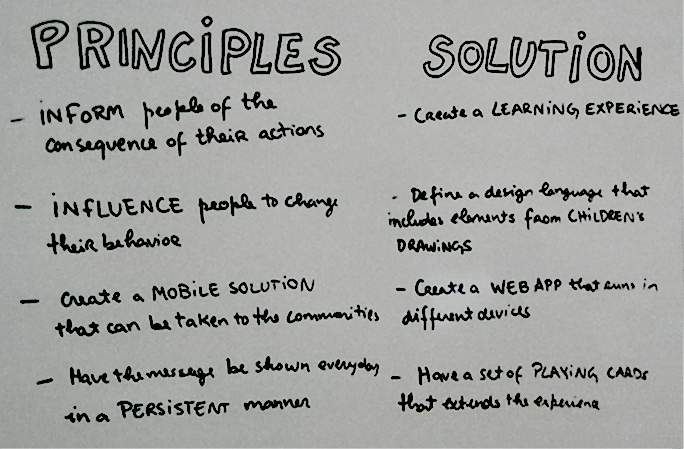 PRINCIPLES
- INFORM people of the
consequence of their actions
- INFLUENCE people to change
their behavior
- Create a MOBILE SOLUTION
that can be taken to the communities
- Have the message be shown everyday
in a PERSISTENT manner
SOLUTION
- Create a LEARNING EXPERIENCE
- Define a design language that
includes elements from CHILDREN's
DRAWINGS
- Create a WEB APP that runs in
different devices
- Have a set of PLAYING CARDS
that extends the experience